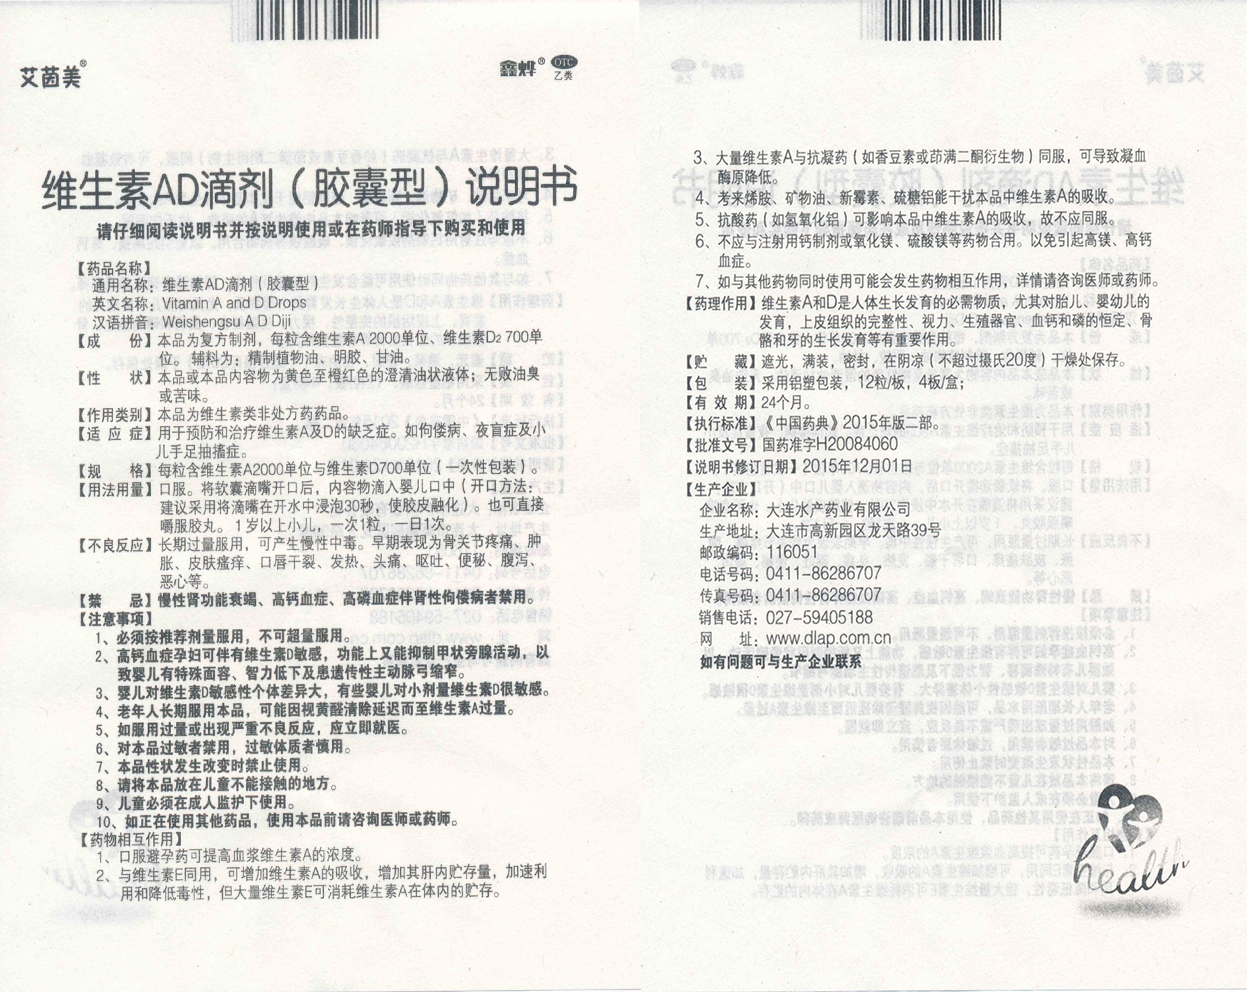 艾茵美®
鑫烨® OTC
乙类
维生素AD滴剂（胶囊型）说明书
请仔细阅读说明书并按说明使用或在药师指导下购买和使用
【药品名称】
通用名称：维生素AD滴剂（胶囊型）
英文名称：Vitamin A and D Drops
汉语拼音：Weishengsu A D Diji
【成 份】本品为复方制剂，每粒含维生素A 2000单位、维生素D2 700单
位。辅料为：精制植物油、明胶、甘油。
【性 状】本品或本品内容物为黄色至橙红色的澄清油状液体；无败油臭
或苦味。
【作用类别】本品为维生素类非处方药药品。
【适 应 症】用于预防和治疗维生素A及D的缺乏症。如佝偻病、夜盲症及小
儿手足抽搐症。
【规 格】每粒含维生素A2000单位与维生素D700单位（一次性包装）。
【用法用量】口服。将软囊滴嘴开口后，内容物滴入婴儿口中（开口方法：
建议采用将滴嘴在开水中浸泡30秒，使胶皮融化）。也可直接
嚼服胶丸。1岁以上小儿，一次1粒，一日1次。
【不良反应】长期过量服用，可产生慢性中毒。早期表现为骨关节疼痛、肿
胀、皮肤瘙痒、口唇干裂、发热、头痛、呕吐、便秘、腹泻、
恶心等。
【禁 忌】慢性肾功能衰竭、高钙血症、高磷血症伴肾性佝偻病者禁用。
【注意事项】
1、必须按推荐剂量服用，不可超量服用。
2、高钙血症孕妇可伴有维生素D敏感，功能上又能抑制甲状旁腺活动，以
致婴儿有特殊面容、智力低下及患遗传性主动脉弓缩窄。
3、婴儿对维生素D敏感性个体差异大，有些婴儿对小剂量维生素D很敏感。
4、老年人长期服用本品，可能因视黄醛清除延迟而至维生素A过量。
5、如服用过量或出现严重不良反应，应立即就医。
6、对本品过敏者禁用，过敏体质者慎用。
7、本品性状发生改变时禁止使用。
8、请将本品放在儿童不能接触的地方。
9、儿童必须在成人监护下使用。
10、如正在使用其他药品，使用本品前请咨询医师或药师。
【药物相互作用】
1、口服避孕药可提高血浆维生素A的浓度。
2、与维生素E同用，可增加维生素A的吸收，增加其肝内贮存量，加速利
用和降低毒性，但大量维生素E可消耗维生素A在体内的贮存。
3、大量维生素A与抗凝药（如香豆素或茚满二酮衍生物）同服，可导致凝血
酶原降低。
4、考来烯胺、矿物油、新霉素、硫糖铝能干扰本品中维生素A的吸收。
5、抗酸药（如氢氧化铝）可影响本品中维生素A的吸收，故不应同服。
6、不应与注射用钙制剂或氧化镁、硫酸镁等药物合用。以免引起高镁、高钙
血症。
7、如与其他药物同时使用可能会发生药物相互作用，详情请咨询医师或药师。
【药理作用】维生素A和D是人体生长发育的必需物质，尤其对胎儿、婴幼儿的
发育，上皮组织的完整性、视力、生殖器官、血钙和磷的恒定、骨
骼和牙的生长发育等有重要作用。
【贮 藏】遮光，满装，密封，在阴凉（不超过摄氏20度）干燥处保存。
【包 装】采用铝塑包装，12粒/板，4板/盒；
【有 效 期】24个月。
【执行标准】《中国药典》2015年版二部。
【批准文号】国药准字H20084060
【说明书修订日期】2015年12月01日
【生产企业】
企业名称：大连水产药业有限公司
生产地址：大连市高新园区龙天路39号
邮政编码：116051
电话号码：0411-86286707
传真号码：0411-86286707
销售电话：027-59405188
网 址：www.dlap.com.cn
如有问题可与生产企业联系
health